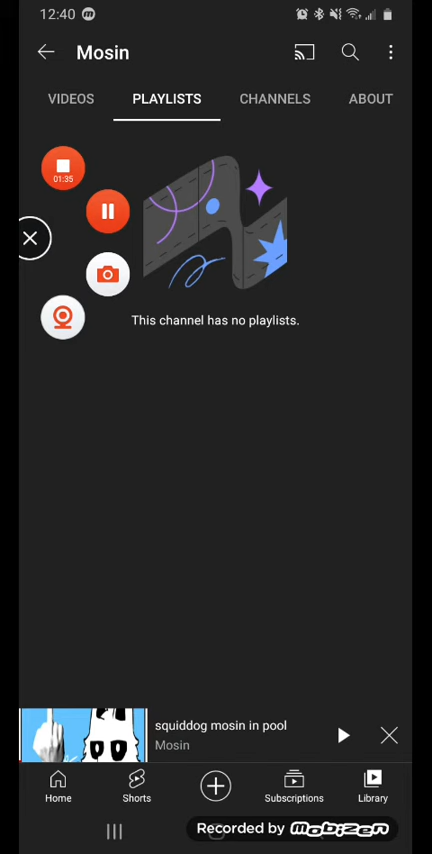 12:40
Mosin
VIDEOS PLAYLISTS CHANNELS ABOUT
01:35
This channel has no playlists.
squiddog mosin in pool
Mosin
Home Shorts Subscriptions Library
Recorded by MOBIZEN